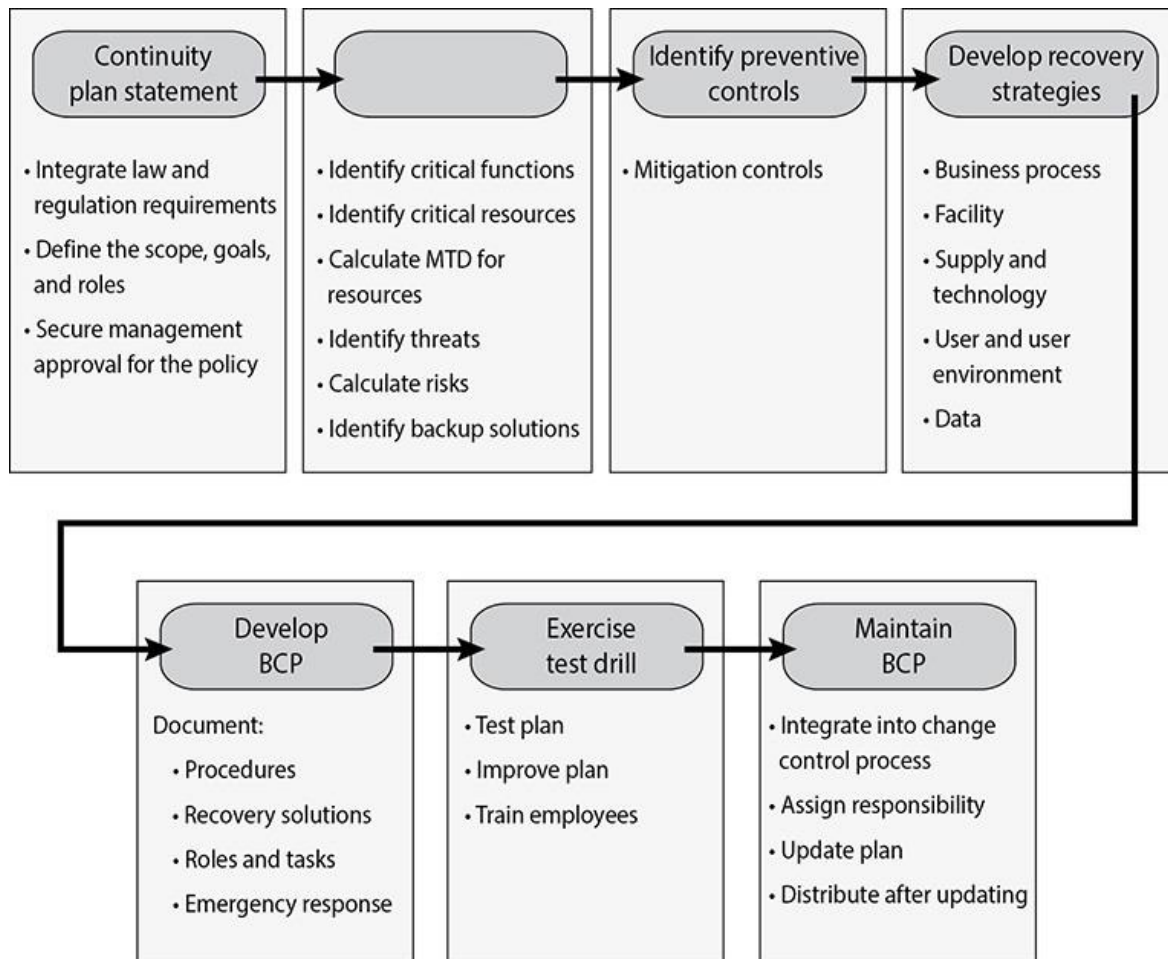 Continuity
plan statement
• Integrate law and
regulation requirements
• Define the scope, goals,
and roles
• Secure management
approval for the policy
• Identify critical functions
• Identify critical resources
• Calculate MTD for
resources
• Identify threats
• Calculate risks
• Identify backup solutions
Identify preventive
controls
• Mitigation controls
Develop recovery
strategies
• Business process
• Facility
• Supply and
technology
• User and user
environment
• Data
Develop
BCP
Document:
• Procedures
• Recovery solutions
• Roles and tasks
• Emergency response
Exercise
test drill
• Test plan
• Improve plan
• Train employees
Maintain
BCP
• Integrate into change
control process
• Assign responsibility
• Update plan
• Distribute after updating